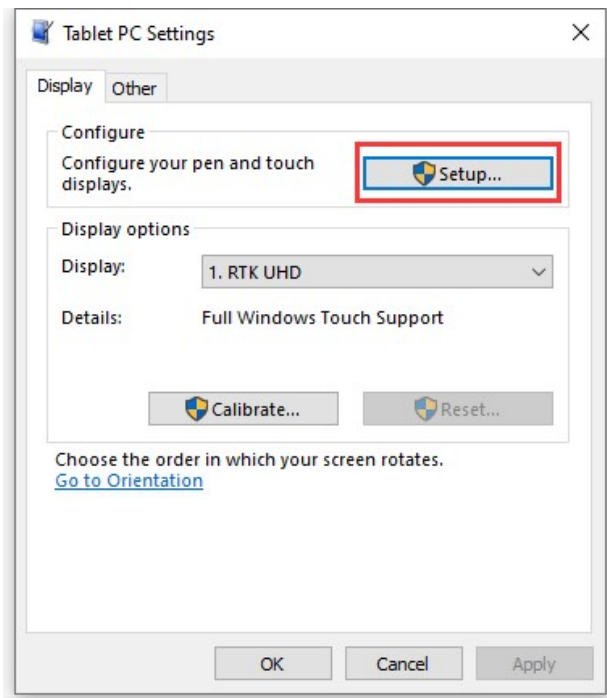 Tablet PC Settings
Display Other
Configure
Configure your pen and touch
displays.
Setup...
Display options
Display: 1. RTK UHD
Details: Full Windows Touch Support
Calibrate... Reset...
Choose the order in which your screen rotates.
Go to Orientation
OK Cancel Apply